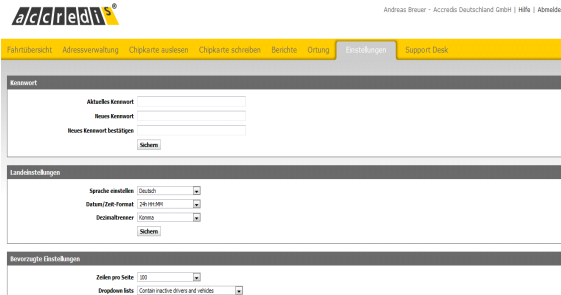 accredis®
Andreas Breuer - Accredis Deutschland GmbH | Hilfe | Abmelde
Fahrtübersicht Adressverwaltung Chipkarte auslesen Chipkarte schreiben Berichte Ortung Einstellungen Support Desk
Kennwort
Aktuelles Kennwort
Neues Kennwort
Neues Kennwort bestätigen
Sichern
Landeinstellungen
Sprache einstellen Deutsch
Datum/Zeit-Format 24h HH:MM
Dezimaltrenner Komma
Sichern
Bevorzugte Einstellungen
Zeilen pro Seite 100
Dropdown lists Contain inactive drivers and vehicles